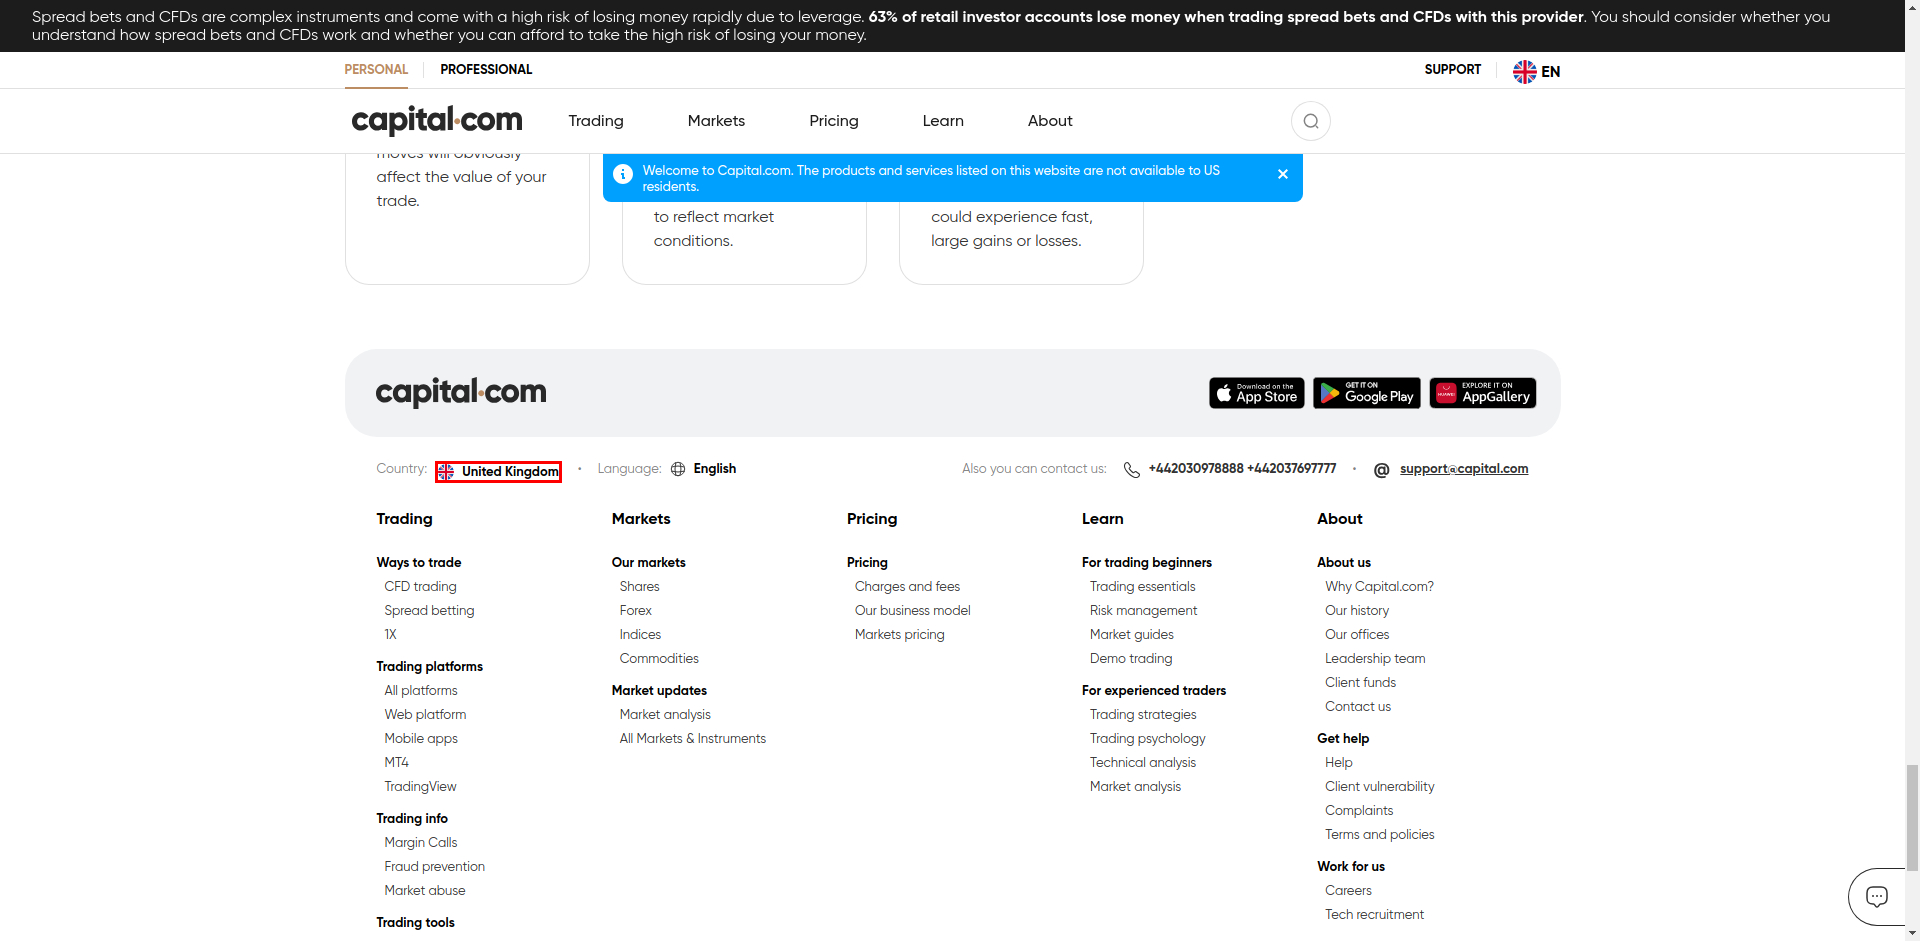 Spread bets and CFDs are complex instruments and come with a high risk of losing money rapidly due to leverage. 63% of retail investor accounts lose money when trading spread bets and CFDs with this provider. You should consider whether you
understand how spread bets and CFDs work and whether you can afford to take the high risk of losing your money.
PERSONAL
PROFESSIONAL
SUPPORT
EN
capital.com
Trading
Markets
Pricing
Learn
About
Welcome to Capital.com. The products and services listed on this website are not available to US
residents.
moves will obviously
affect the value of your
trade.
to reflect market
conditions.
could experience fast,
large gains or losses.
capital.com
Download on the
App Store
GET IT ON
Google Play
HUAWEI
EXPLORE IT ON
AppGallery
Country: United Kingdom • Language: English
Also you can contact us: +442030978888 +442037697777 • @ support@capital.com
Trading
Ways to trade
CFD trading
Spread betting
1X
Trading platforms
All platforms
Web platform
Mobile apps
MT4
TradingView
Trading info
Margin Calls
Fraud prevention
Market abuse
Trading tools
Markets
Our markets
Shares
Forex
Indices
Commodities
Market updates
Market analysis
All Markets & Instruments
Pricing
Pricing
Charges and fees
Our business model
Markets pricing
Learn
For trading beginners
Trading essentials
Risk management
Market guides
Demo trading
For experienced traders
Trading strategies
Trading psychology
Technical analysis
Market analysis
About
About us
Why Capital.com?
Our history
Our offices
Leadership team
Client funds
Contact us
Get help
Help
Client vulnerability
Complaints
Terms and policies
Work for us
Careers
Tech recruitment